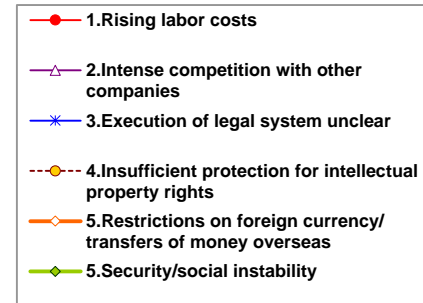 1.Rising labor costs
2.Intense competition with other
companies
3.Execution of legal system unclear
4.Insufficient protection for intellectual
property rights
5.Restrictions on foreign currency/
transfers of money overseas
5.Security/social instability